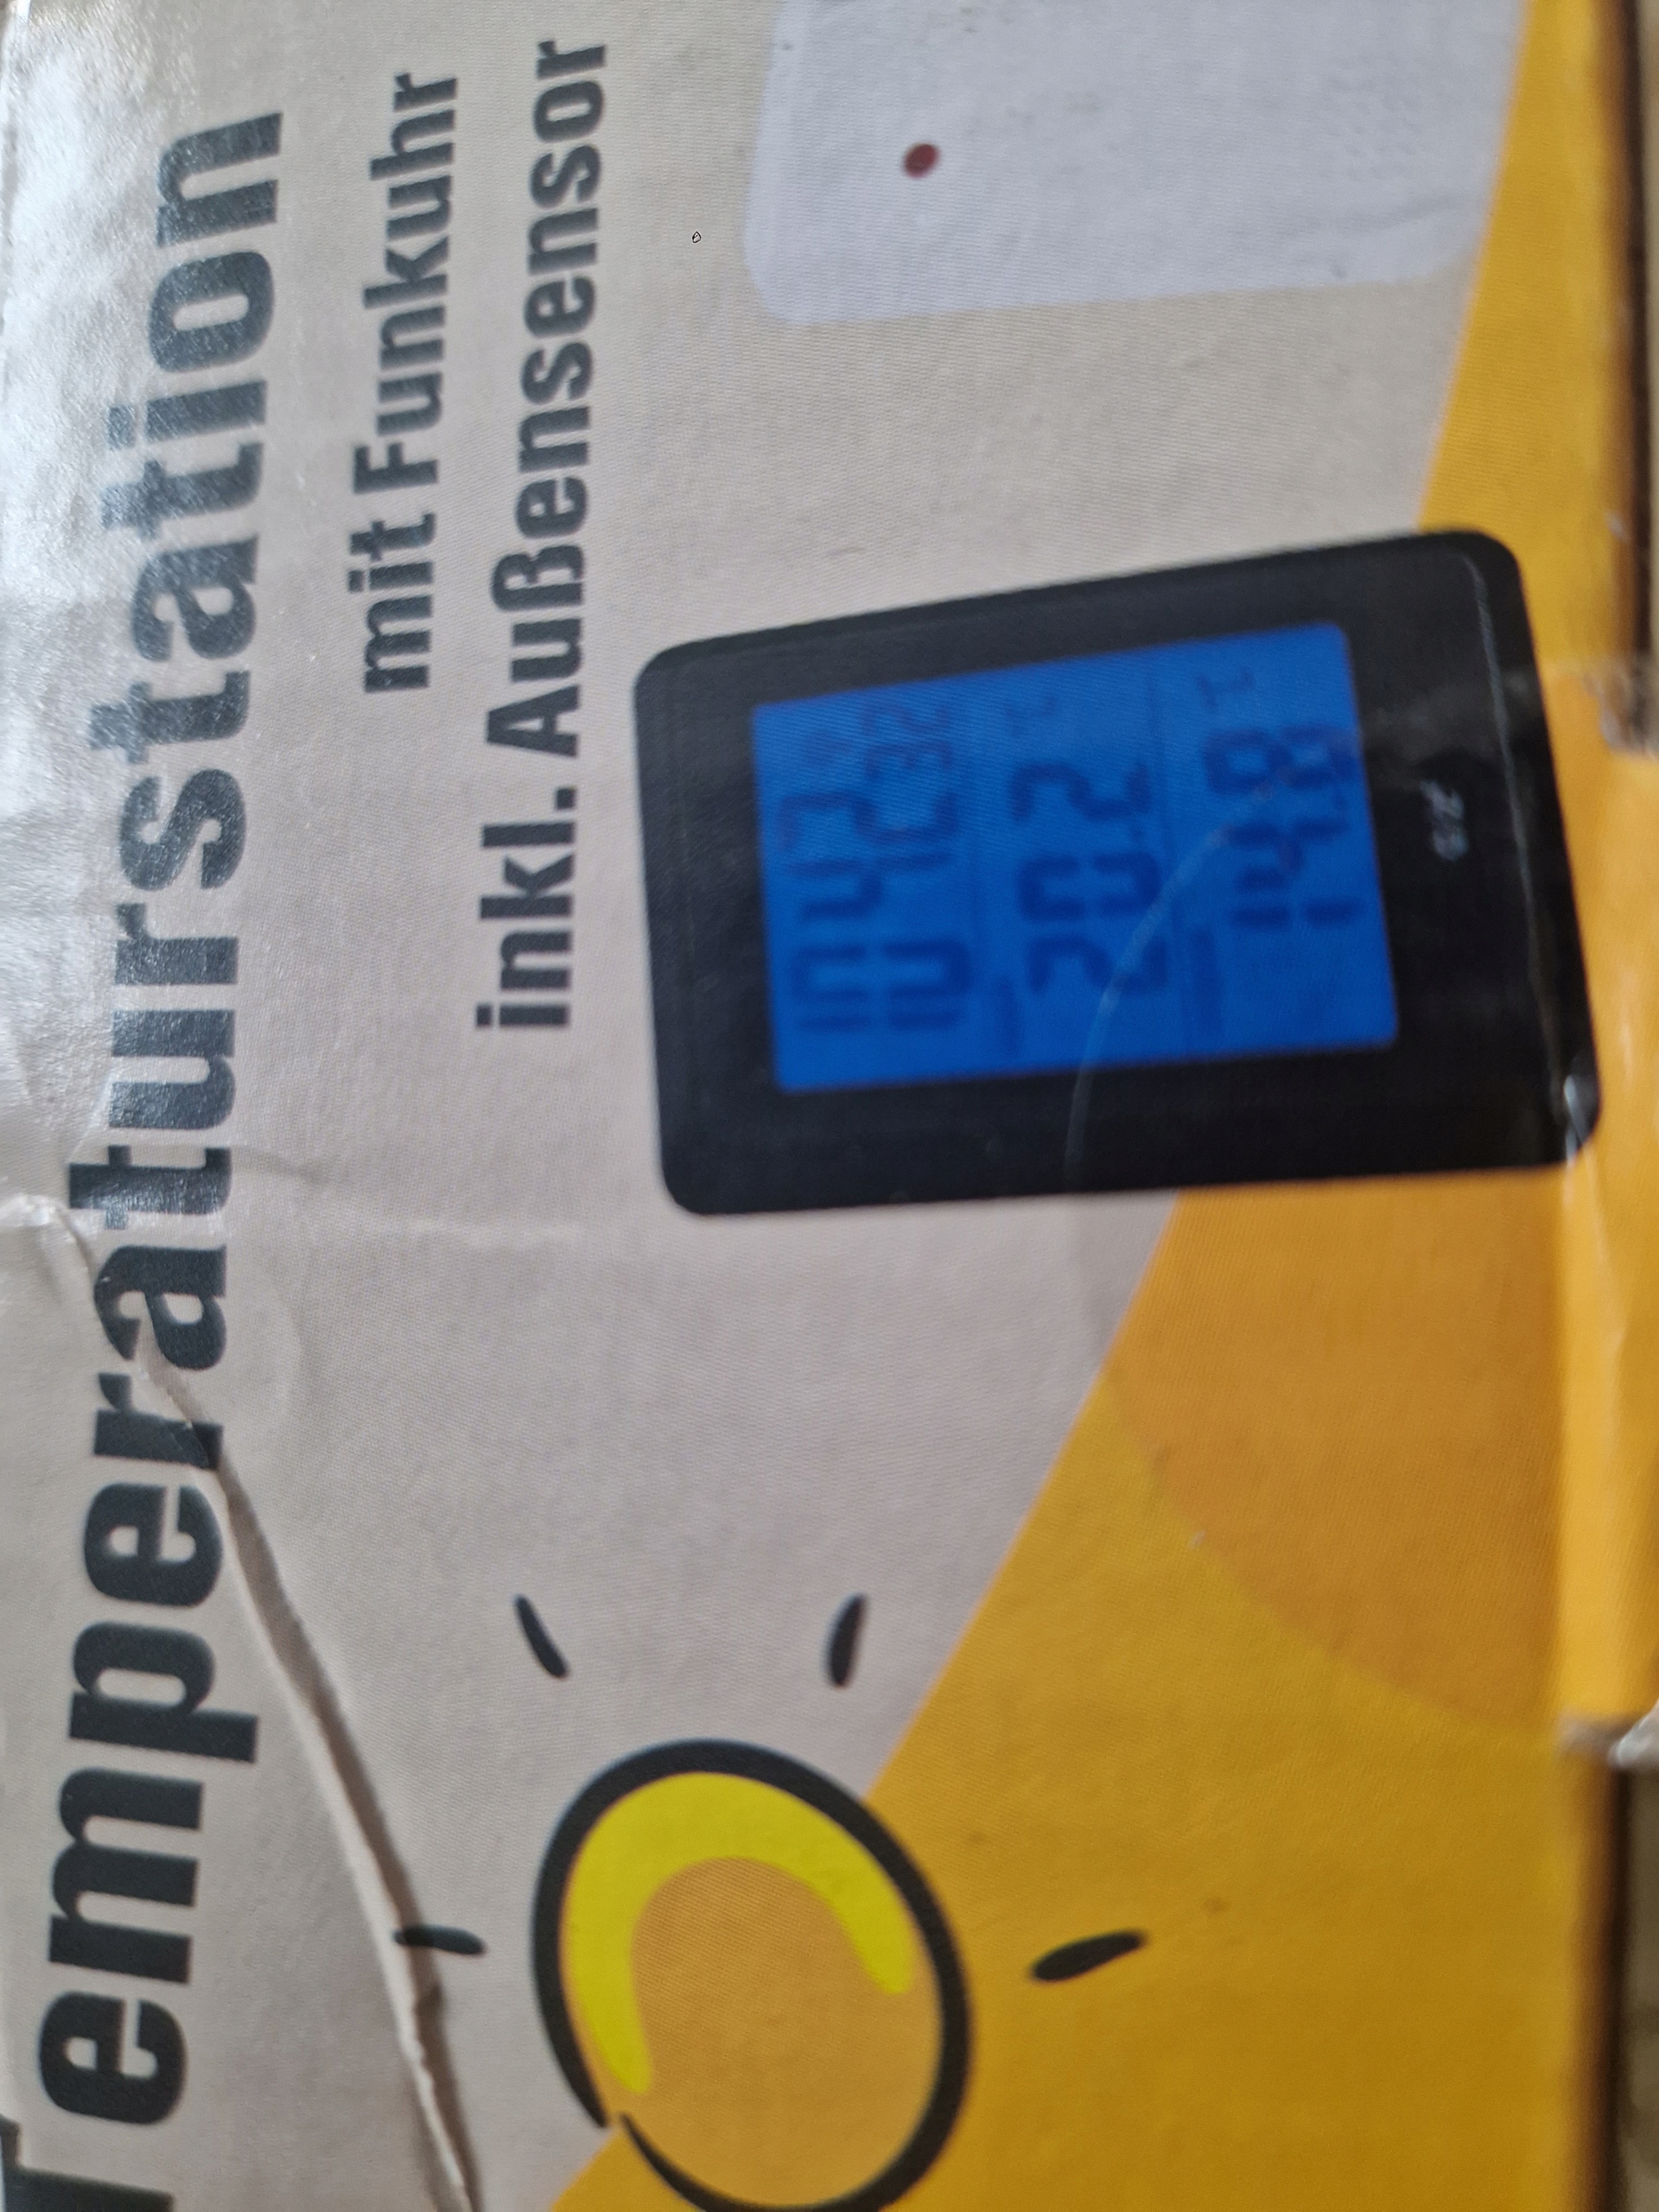 Temperaturstation
mit Funkuhr
inkl. Außensensor